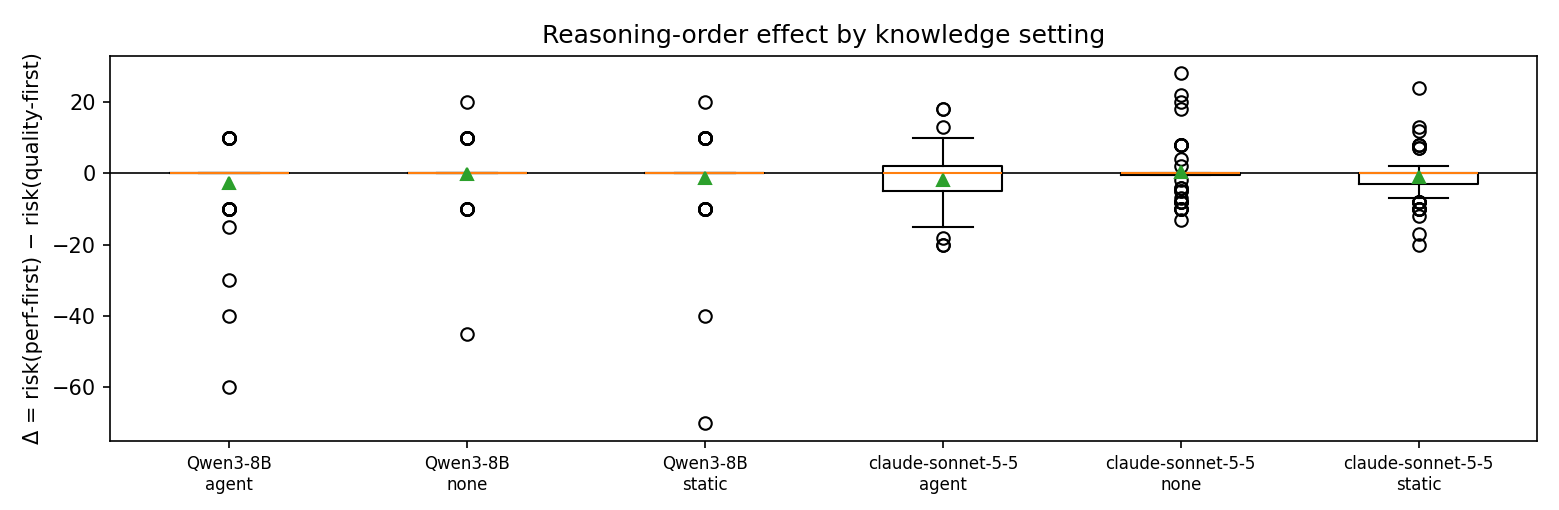 Reasoning-order effect by knowledge setting
Δ = risk(perf-first) − risk(quality-first)
20
0
−20
−40
−60
Qwen3-8B
agent
Qwen3-8B
none
Qwen3-8B
static
claude-sonnet-5-5
agent
claude-sonnet-5-5
none
claude-sonnet-5-5
static